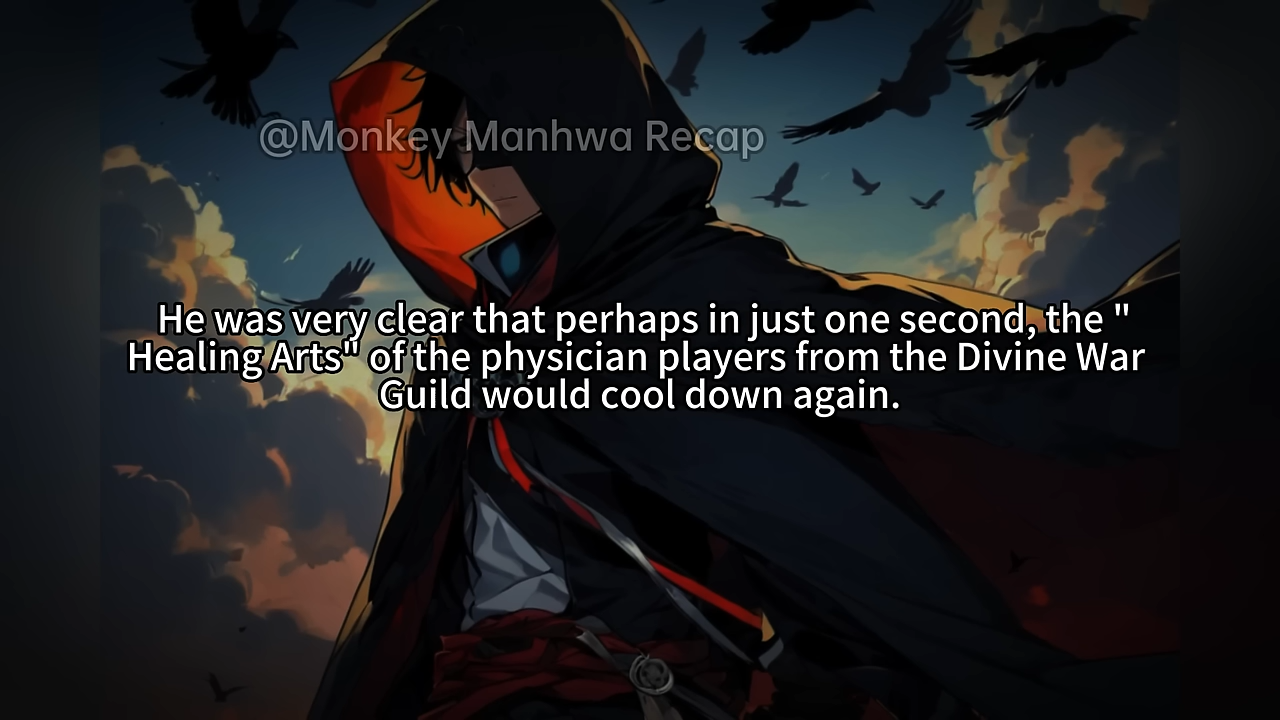 @Monkey Manhwa Recap
He was very clear that perhaps in just one second, the "
Healing Arts" of the physician players from the Divine War
Guild would cool down again.